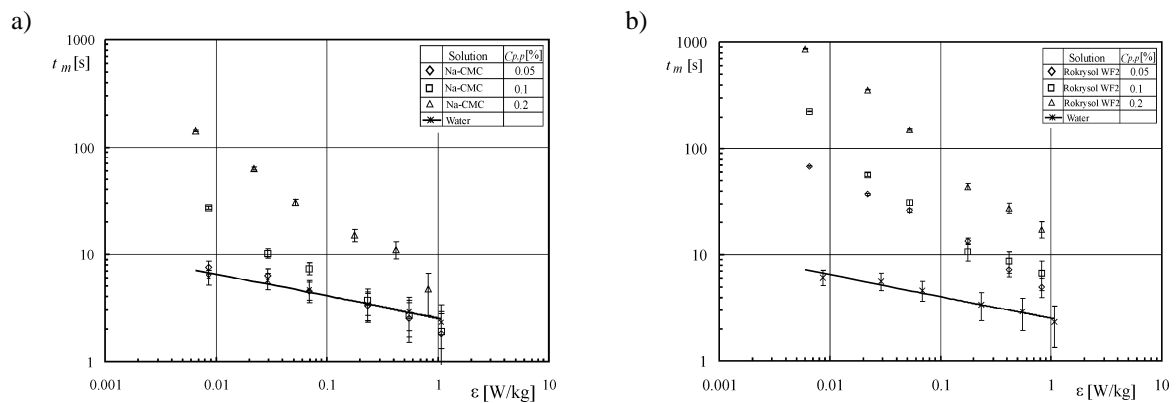 a)
1000
t m [s]
100
10
1
0.001 0.01 0.1 1 10
ε [W/kg]
Solution Cp,p [%]
Na-CMC 0.05
Na-CMC 0.1
Na-CMC 0.2
Water
b)
1000
t m [s]
100
10
1
0.001 0.01 0.1 1 10
ε [W/kg]
Solution Cp,p [%]
Rokrysol WF2 0.05
Rokrysol WF2 0.1
Rokrysol WF2 0.2
Water